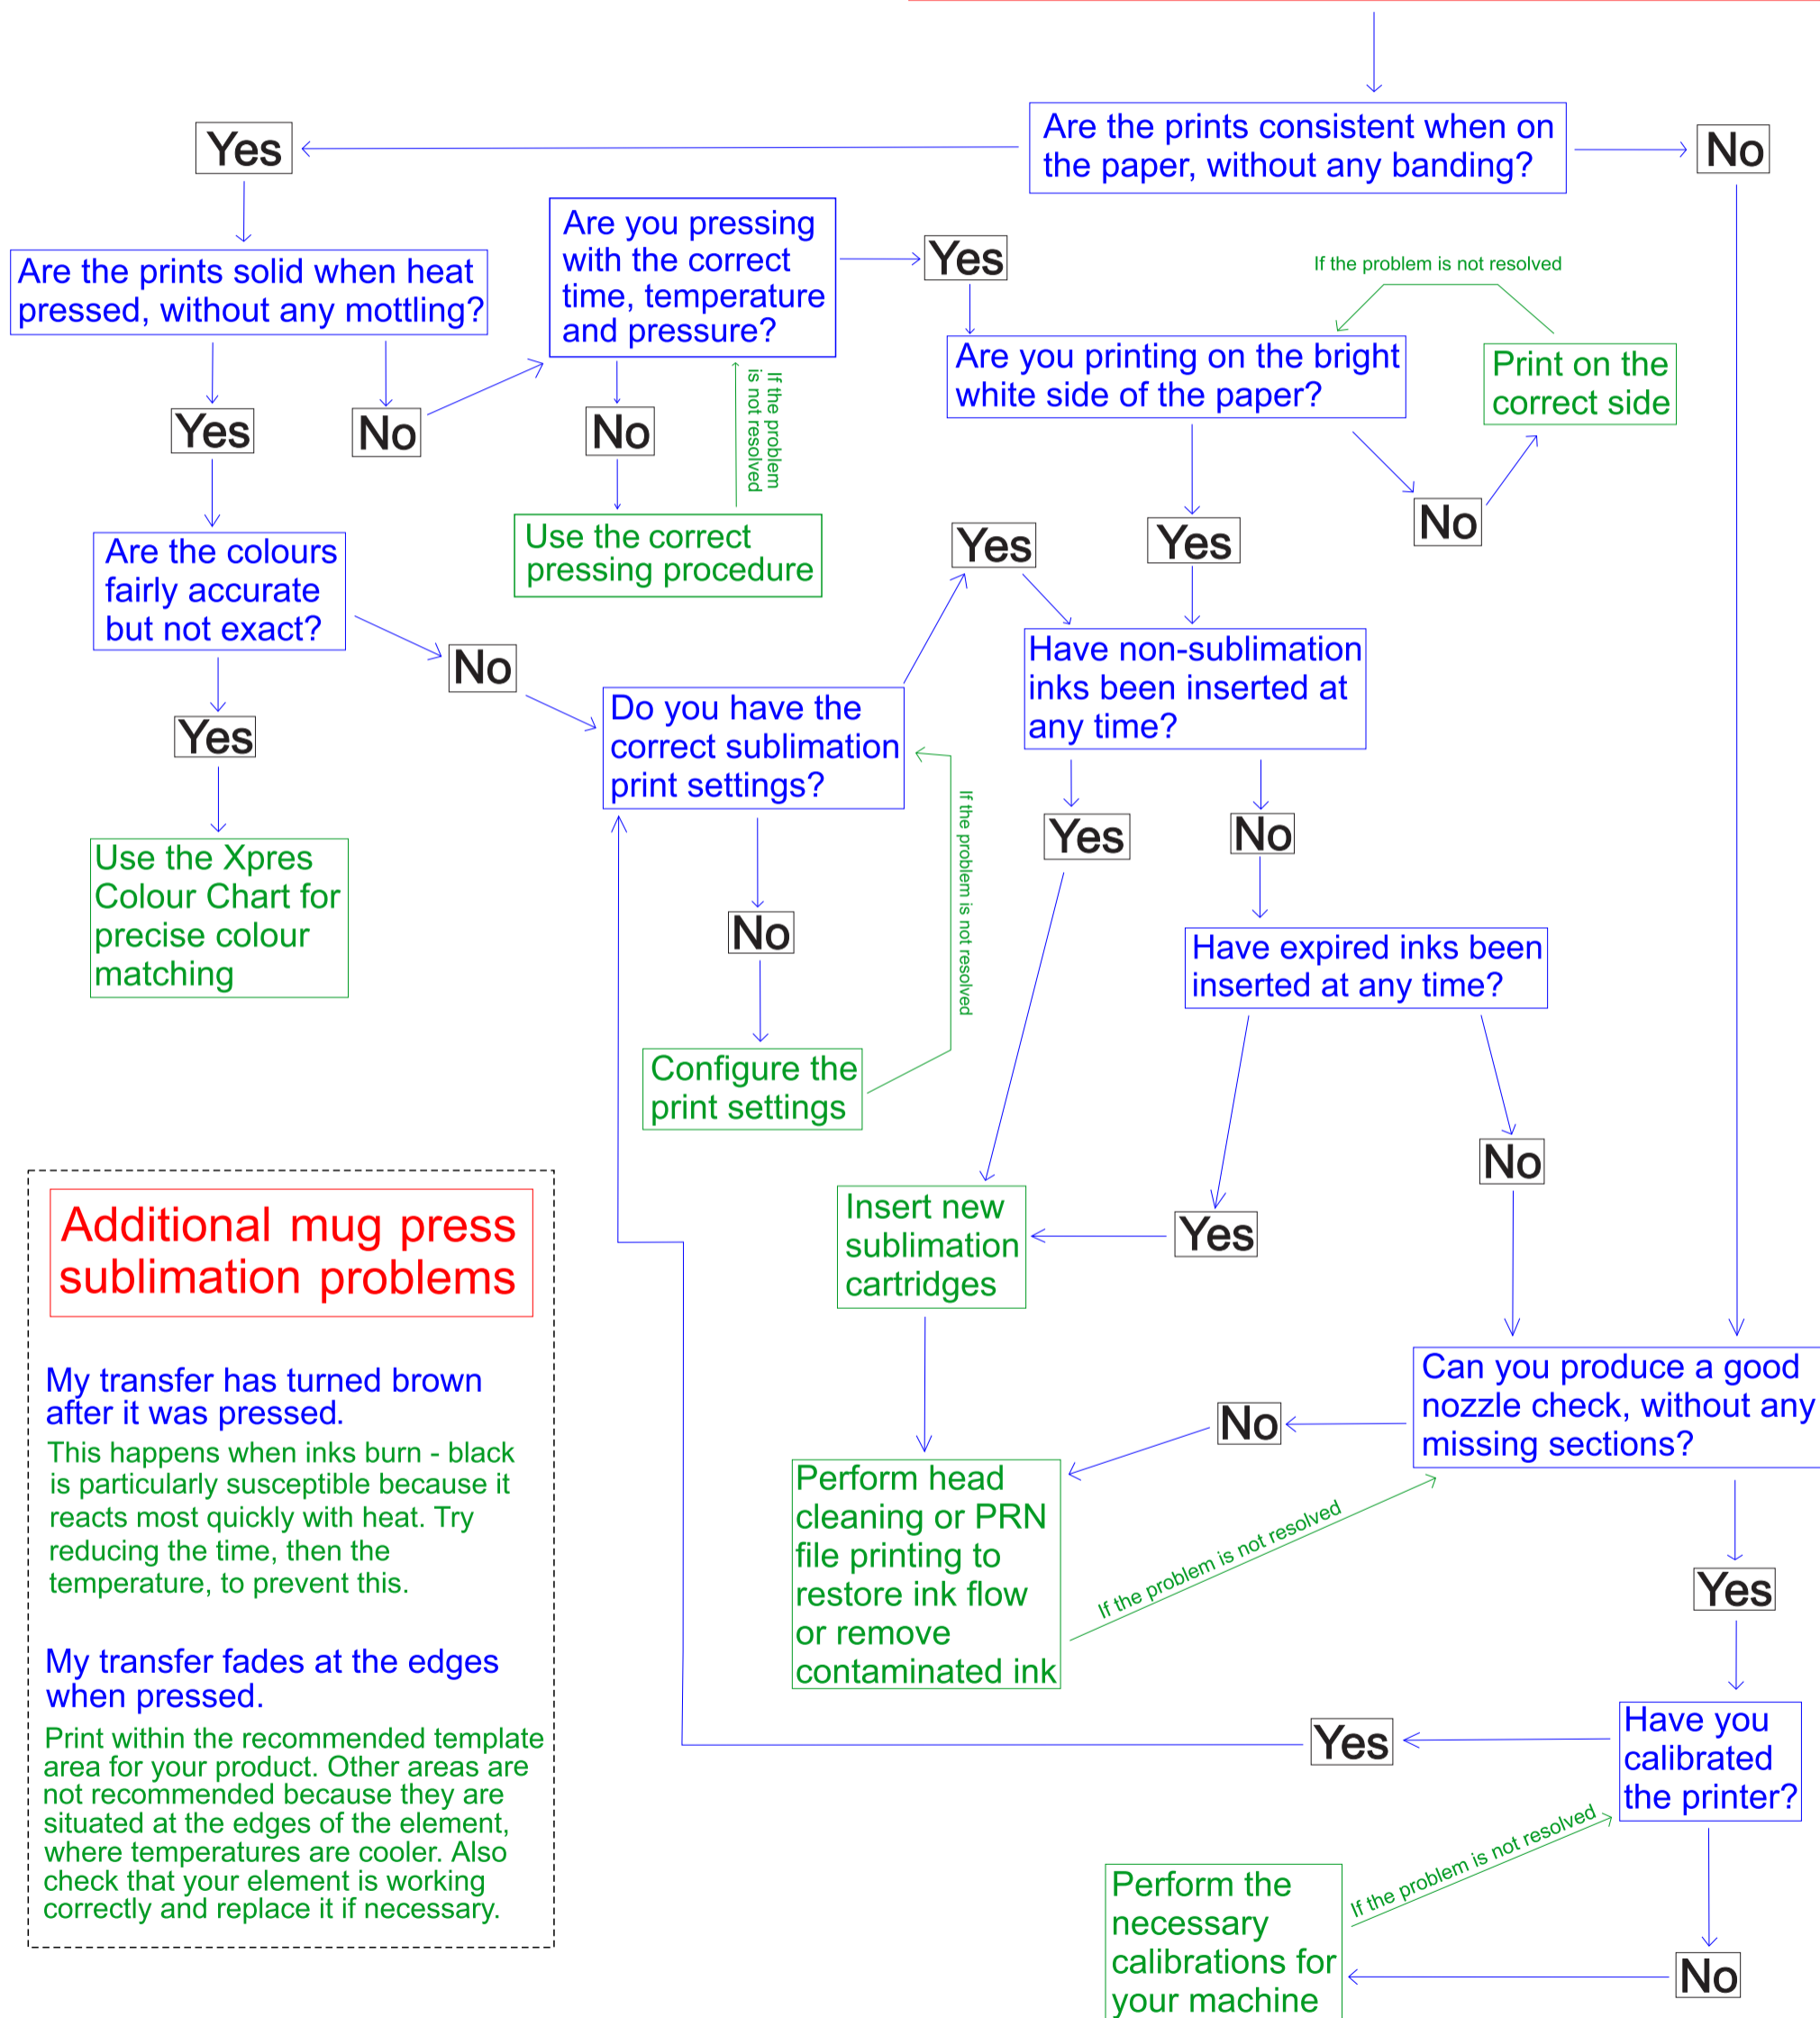 Are the prints consistent when on
the paper, without any banding?
Yes
No
Are the prints solid when heat
pressed, without any mottling?
Are you pressing
with the correct
time, temperature
and pressure?
Yes
If the problem is not resolved
Are you printing on the bright
white side of the paper?
Print on the
correct side
Yes
No
No
If the problem
is not resolved
No
Use the correct
pressing procedure
Yes
Yes
Are the colours
fairly accurate
but not exact?
No
Have non-sublimation
inks been inserted at
any time?
Do you have the
correct sublimation
print settings?
Yes
If the problem is not resolved
Yes
No
Use the Xpres
Colour Chart for
precise colour
matching
No
Have expired inks been
inserted at any time?
Configure the
print settings
No
Additional mug press
sublimation problems
Insert new
sublimation
cartridges
Yes
My transfer has turned brown
after it was pressed.
This happens when inks burn - black
is particularly susceptible because it
reacts most quickly with heat. Try
reducing the time, then the
temperature, to prevent this.
My transfer fades at the edges
when pressed.
Print within the recommended template
area for your product. Other areas are
not recommended because they are
situated at the edges of the element,
where temperatures are cooler. Also
check that your element is working
correctly and replace it if necessary.
Can you produce a good
nozzle check, without any
missing sections?
No
Perform head
cleaning or PRN
file printing to
restore ink flow
or remove
contaminated ink
If the problem is not resolved
Yes
Have you
calibrated
the printer?
Yes
If the problem is not resolved
Perform the
necessary
calibrations for
your machine
No